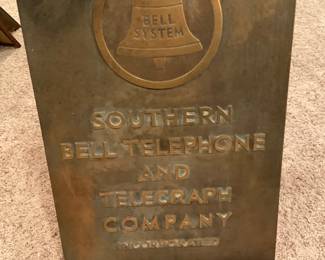 BELL
SYSTEM
SOUTHERN
BELL TELEPHONE
AND
TELEGRAPH
COMPANY
INCORPORATED